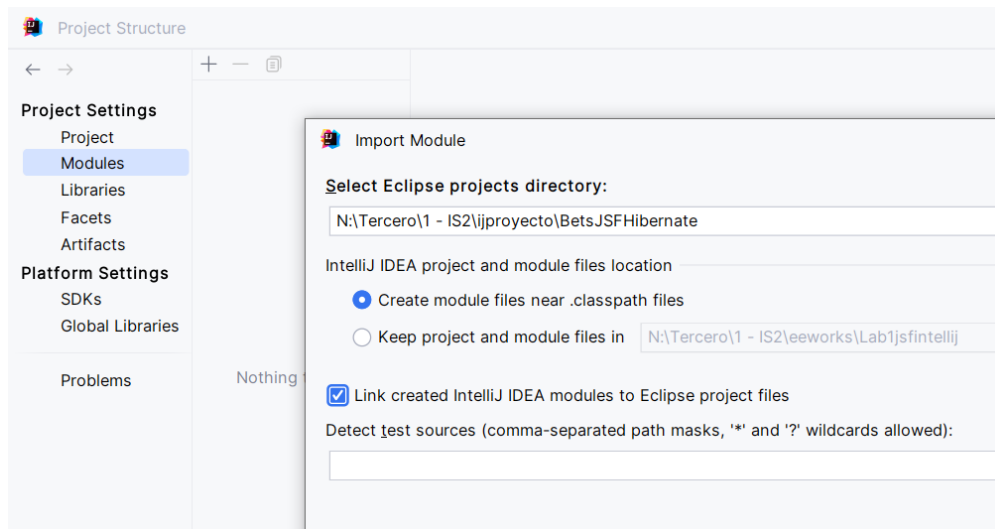 Project Structure
Project Settings
Project
Modules
Libraries
Facets
Artifacts
Platform Settings
SDKs
Global Libraries
Problems
Nothing
Import Module
Select Eclipse projects directory:
N:\Tercero\1 - IS2\ijproyecto\BetsJSFHibernate
IntelliJ IDEA project and module files location
Create module files near .classpath files
Keep project and module files in N:\Tercero\1 - IS2\eeworks\Lab1jsfintellij
Link created IntelliJ IDEA modules to Eclipse project files
Detect test sources (comma-separated path masks, '*' and '?' wildcards allowed):